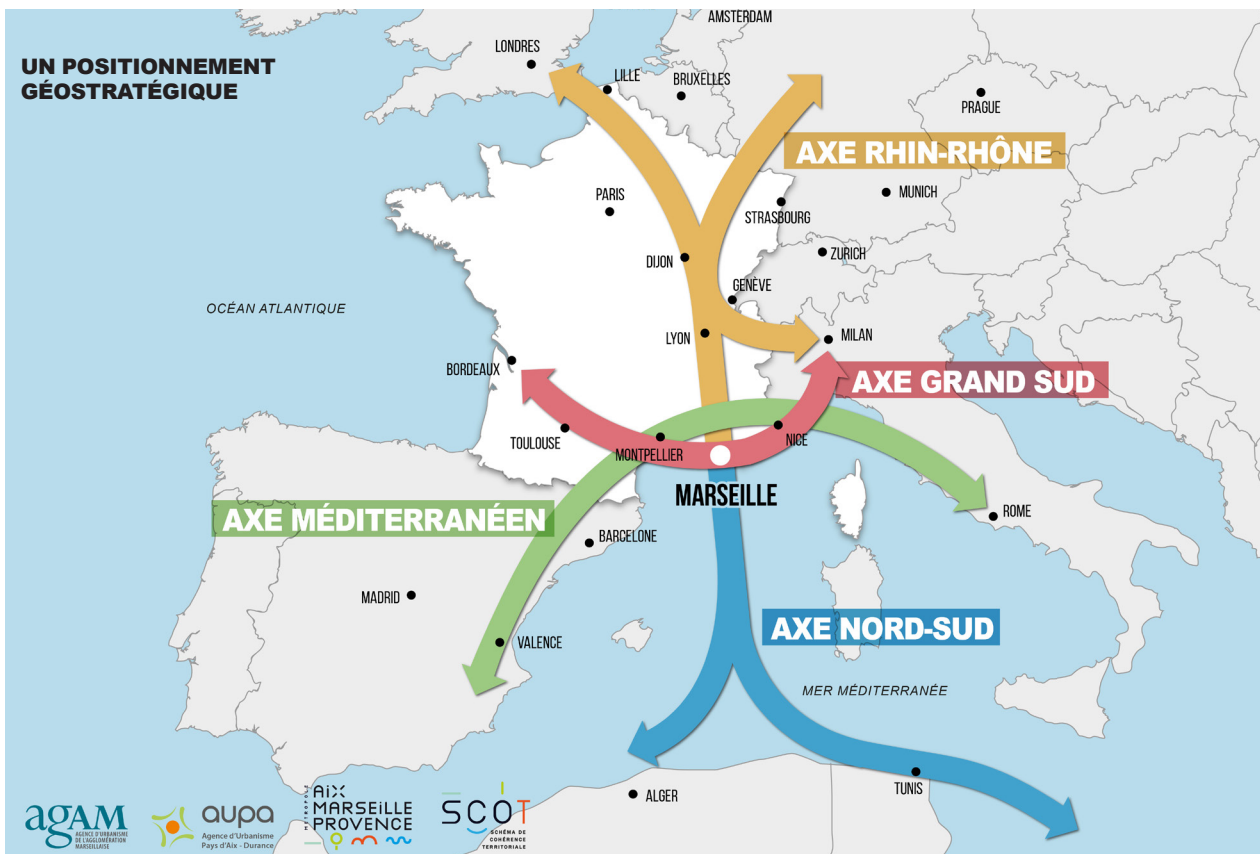 UN POSITIONNEMENT
GÉOSTRATÉGIQUE
AMSTERDAM
LONDRES
LILLE
BRUXELLES
PRAGUE
AXE RHIN-RHÔNE
PARIS
STRASBOURG
MUNICH
DIJON
ZURICH
GENÈVE
OCÉAN ATLANTIQUE
LYON
MILAN
BORDEAUX
AXE GRAND SUD
TOULOUSE
MONTPELLIER
NICE
MARSEILLE
AXE MÉDITERRANÉEN
ROME
BARCELONE
MADRID
AXE NORD-SUD
VALENCE
MER MÉDITERRANÉE
ALGER
TUNIS
agAM
AGENCE D'URBANISME
DE L'AGGLOMÉRATION
MARSEILLAISE
aupa
Agence d'Urbanisme
Pays d'Aix - Durance
MÉTROPOLE
AIX
MARSEILLE
PROVENCE
SCOT
SCHÉMA DE
COHÉRENCE
TERRITORIALE